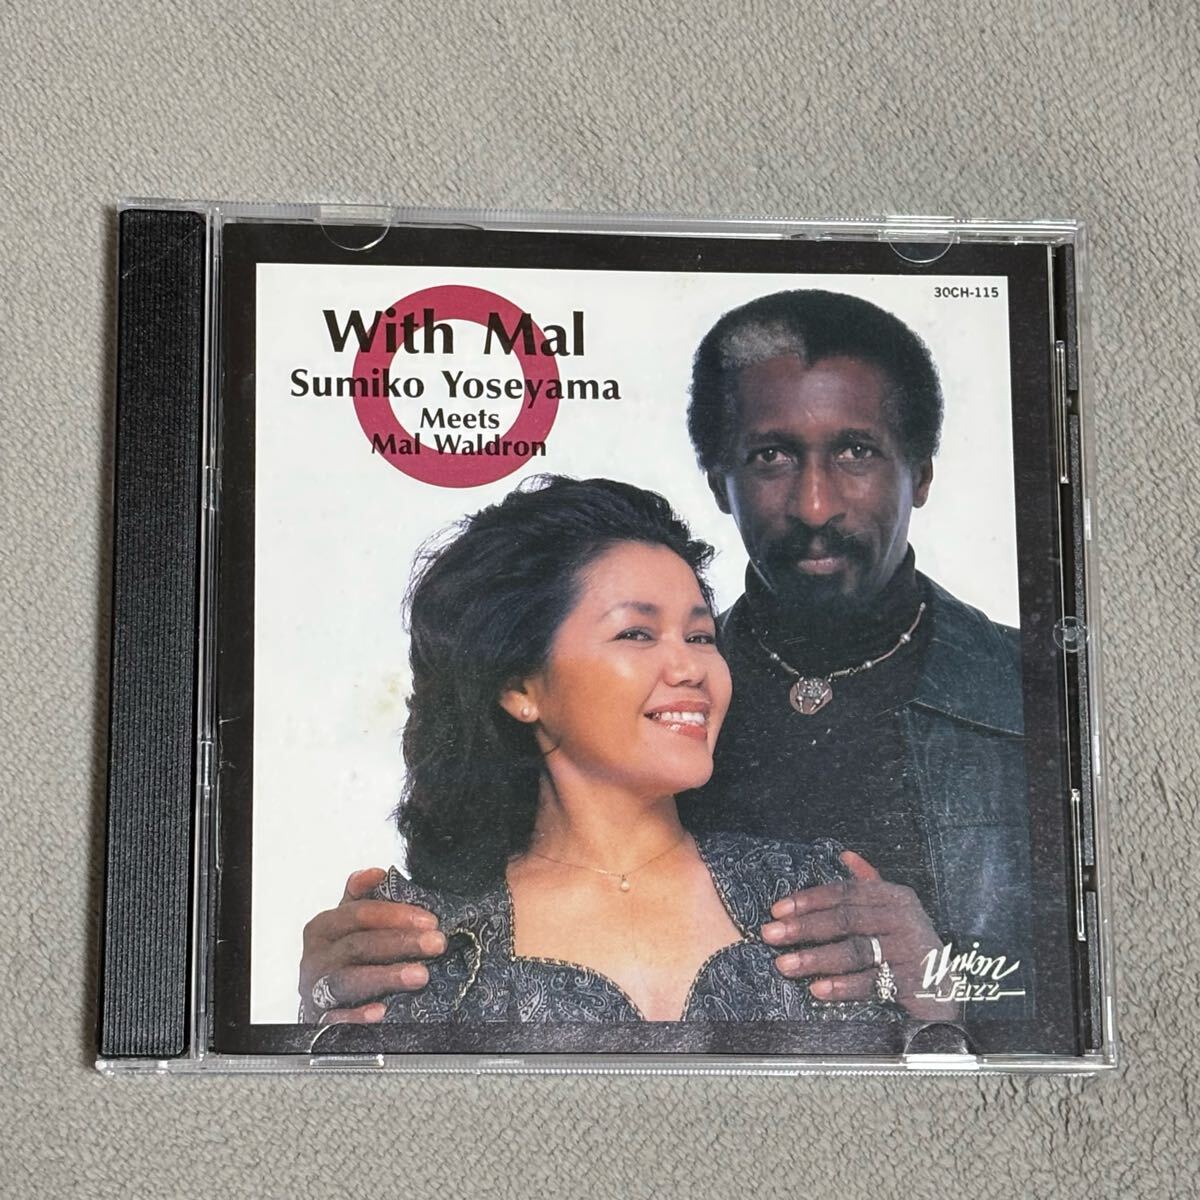 30CH-115
With Mal
Sumiko Yoseyama
Meets
Mal Waldron
Union
Jazz